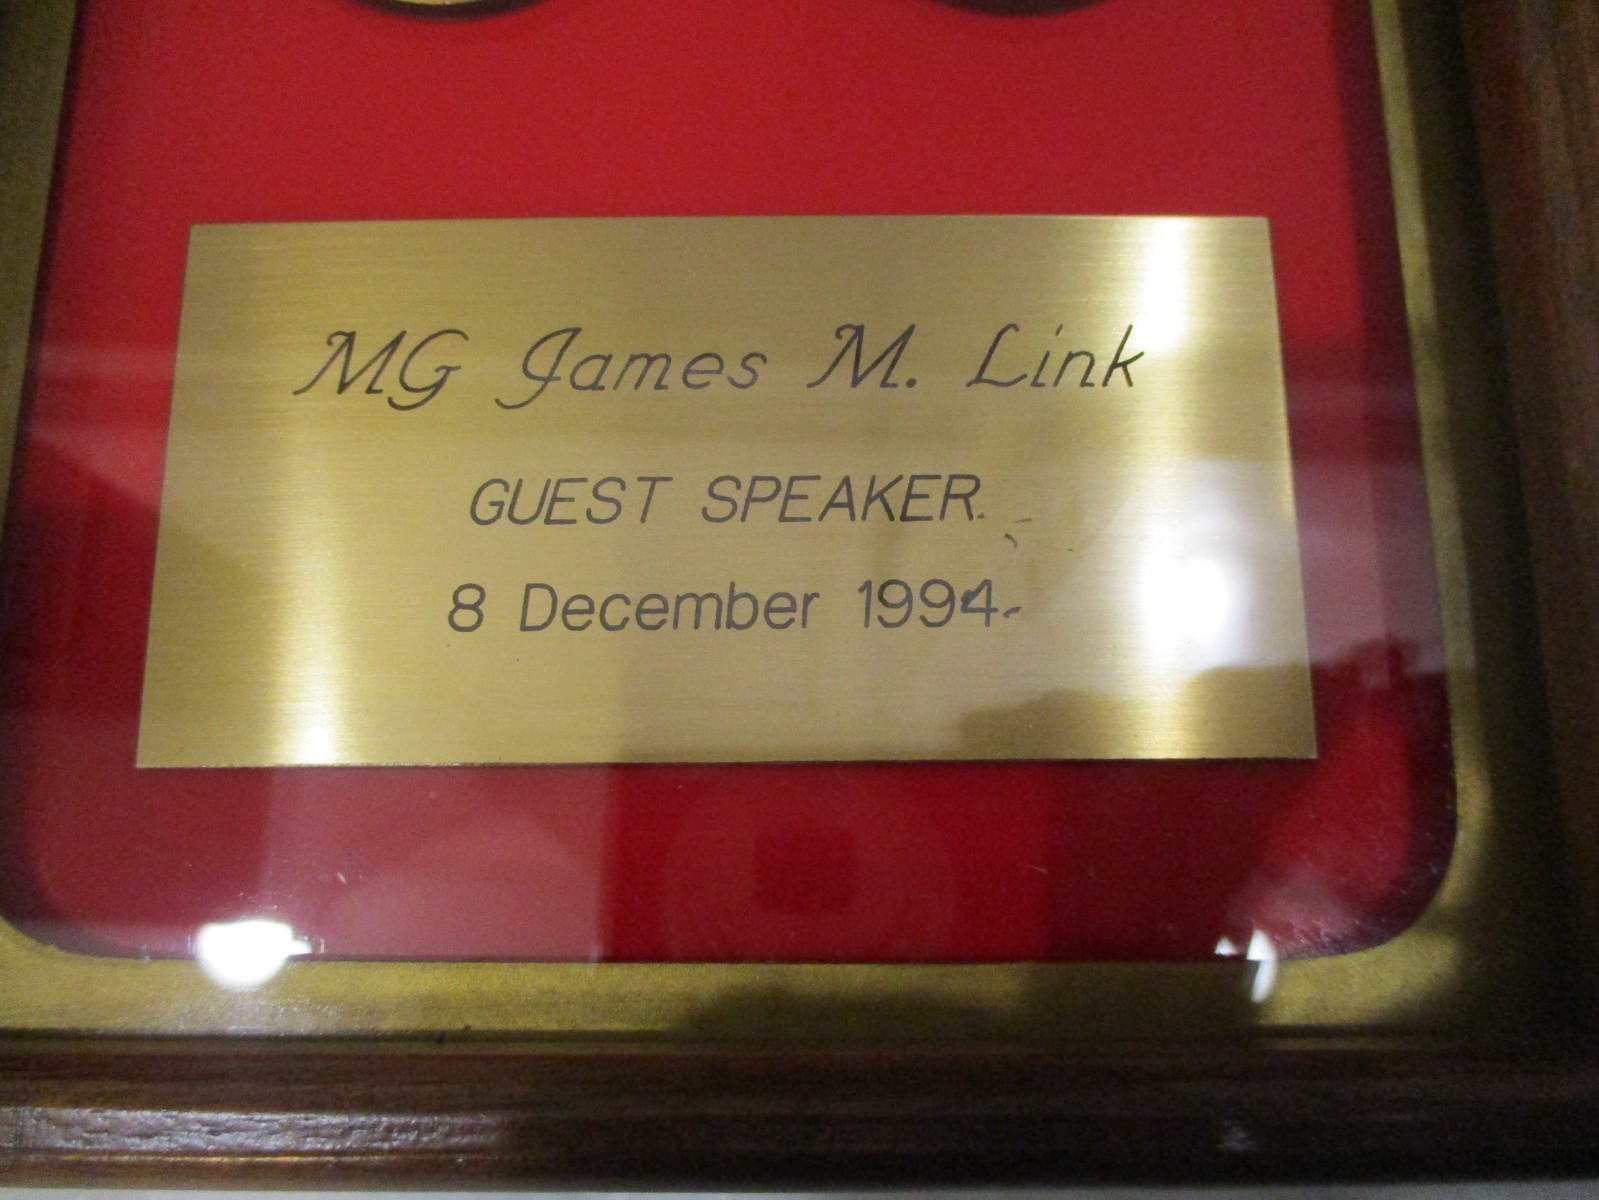 MG James M. Link
GUEST SPEAKER
8 December 1994